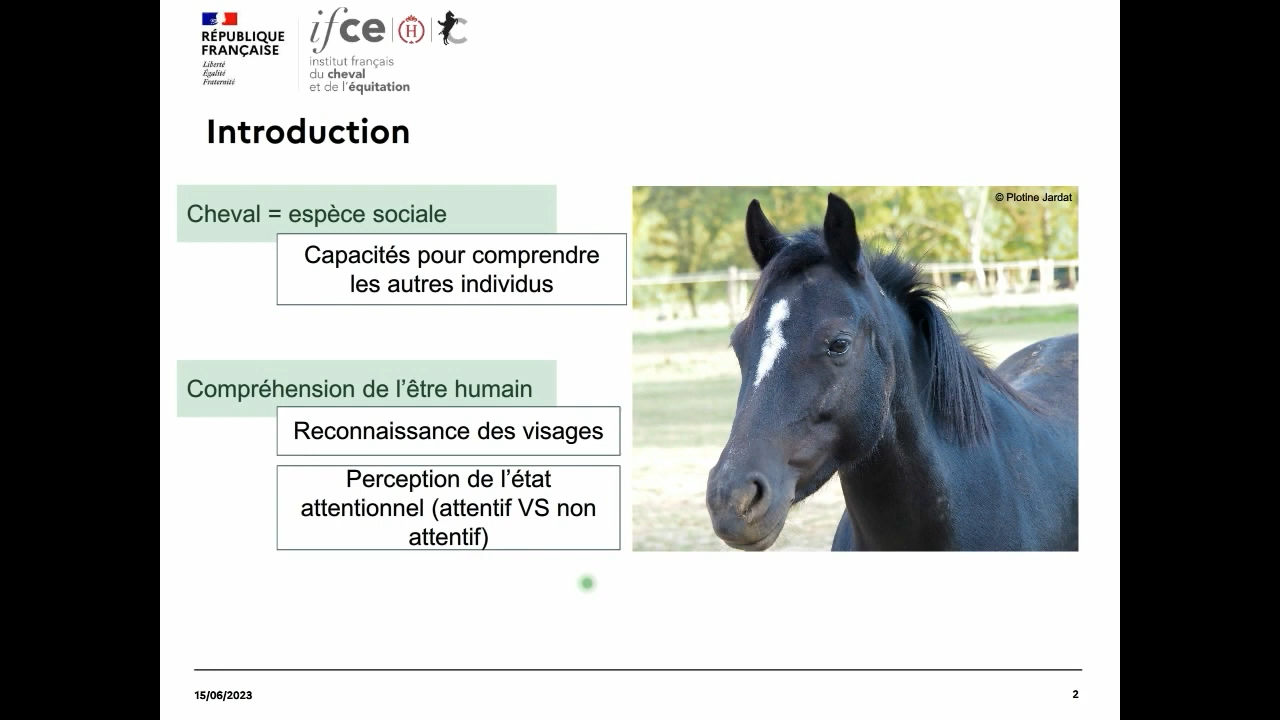 RÉPUBLIQUE
FRANÇAISE
Liberté
Égalité
Fraternité
ifce
H
institut français
du cheval
et de l'équitation
Introduction
Cheval = espèce sociale
Capacités pour comprendre
les autres individus
Compréhension de l'être humain
Reconnaissance des visages
Perception de l'état
attentionnel (attentif VS non
attentif)
© Plotine Jardat
15/06/2023
2